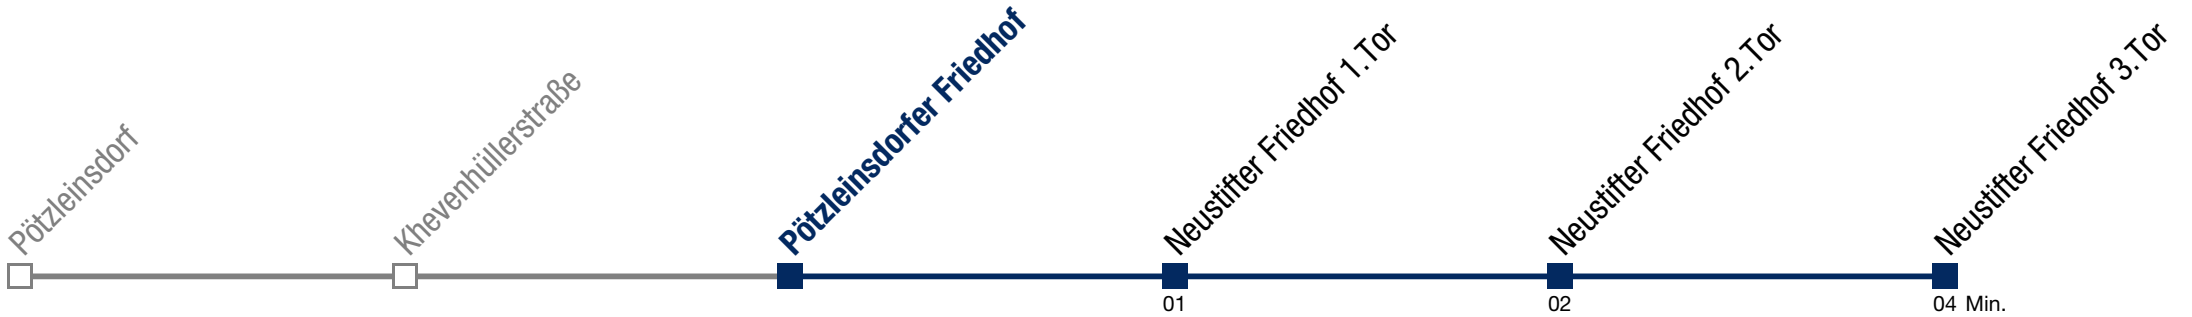 Pötzleinsdorf
Khevenhüllerstraße
Pötzleinsdorfer Friedhof
Neustifter Friedhof 1.Tor
Neustifter Friedhof 2.Tor
Neustifter Friedhof 3.Tor
01
02
04 Min.